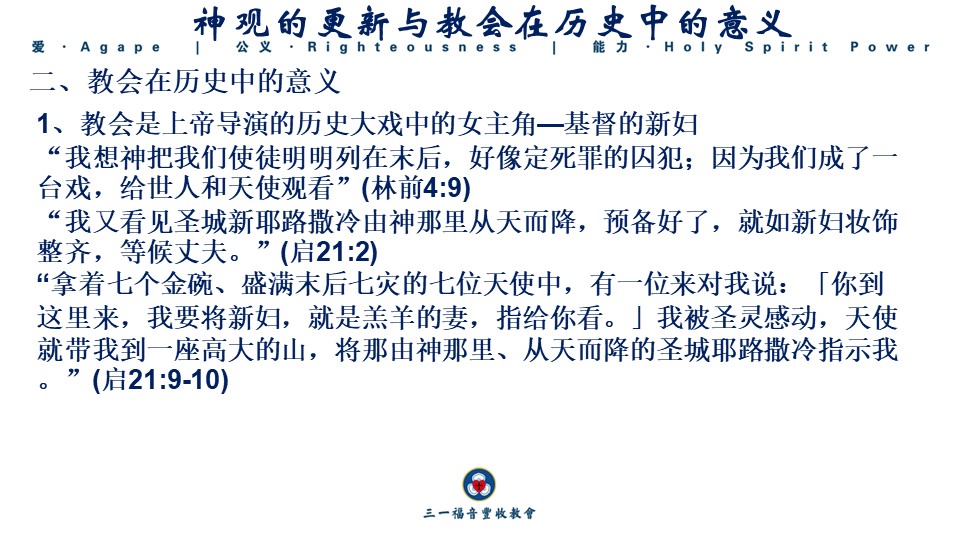 神观的更新与教会在历史中的意义
爱·Agape | 公义·Righteousness | 能力·Holy Spirit Power
二、教会在历史中的意义
1、教会是上帝导演的历史大戏中的女主角—基督的新妇
“我想神把我们使徒明明列在末后，好像定死罪的囚犯；因为我们成了一
台戏，给世人和天使观看”(林前4:9)
“我又看见圣城新耶路撒冷由神那里从天而降，预备好了，就如新妇妆饰
整齐，等候丈夫。”(启21:2)
“拿着七个金碗、盛满末后七灾的七位天使中，有一位来对我说：「你到
这里来，我要将新妇，就是羔羊的妻，指给你看。」我被圣灵感动，天使
就带我到一座高大的山，将那由神那里、从天而降的圣城耶路撒冷指示我
。”(启21:9-10)
三一福音豐收教會